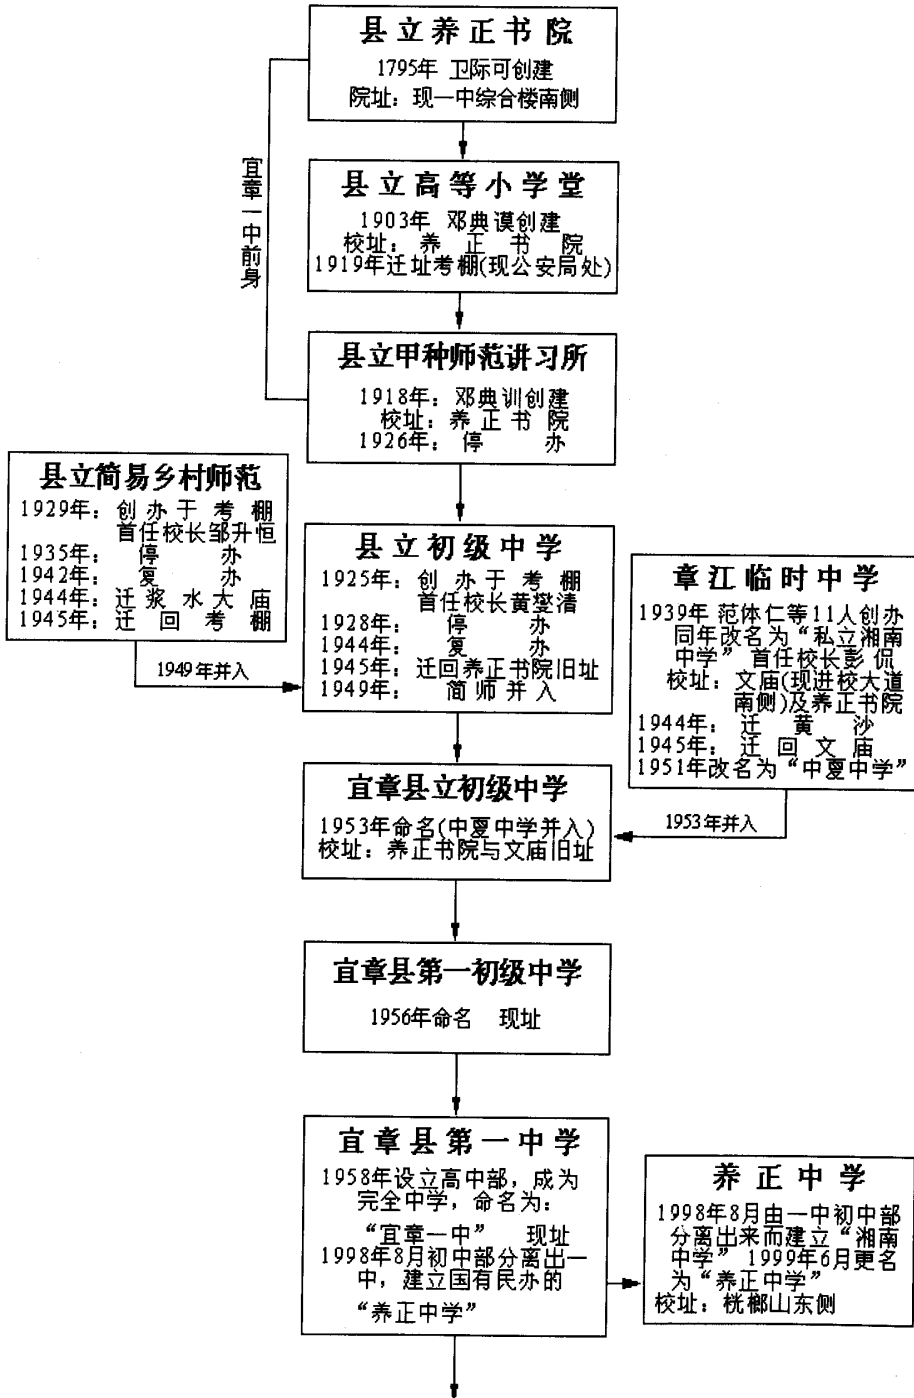 县立养正书院
1795年 卫际可创建
院址：现一中综合楼南侧
宜章一中前身
县立高等小学堂
1903年 邓典谟创建
校址：养正书院
1919年迁址考棚(现公安局处)
县立甲种师范讲习所
1918年：邓典训创建
校址：养正书院
1926年：停办
县立简易乡村师范
1929年：创办于考棚
首任校长邹升恒
1935年：停办
1942年：复办
1944年：迁浆水大庙
1945年：迁回考棚
1949年并入
县立初级中学
1925年：创办于考棚
首任校长黄燮清
1928年：停办
1944年：复办
1945年：迁回养正书院旧址
1949年：简师并入
章江临时中学
1939年 范体仁等11人创办
同年改名为“私立湘南
中学” 首任校长彭侃
校址：文庙(现进校大道
南侧)及养正书院
1944年：迁黄沙
1945年：迁回文庙
1951年改名为“中夏中学”
1953年并入
宜章县立初级中学
1953年命名(中夏中学并入)
校址：养正书院与文庙旧址
宜章县第一初级中学
1956年命名 现址
宜章县第一中学
1958年设立高中部，成为
完全中学，命名为：
“宜章一中” 现址
1998年8月初中部分离出一
中，建立国有民办的
“养正中学”
养正中学
1998年8月由一中初中部
分离出来而建立“湘南
中学” 1999年6月更名
为“养正中学”
校址：桄榔山东侧